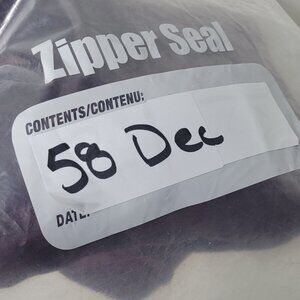 Zipper Seal
CONTENTS/CONTENU:
58 Dec
DATE: